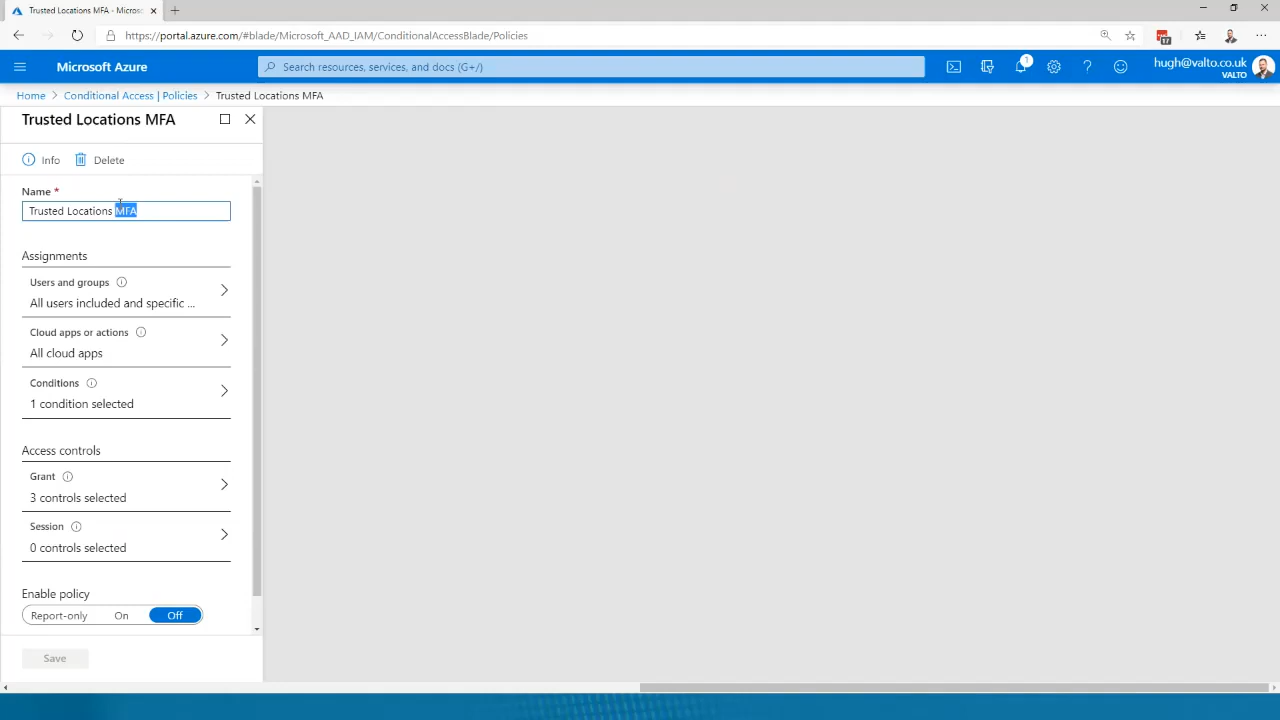 Trusted Locations MFA - Micros
https://portal.azure.com/#blade/Microsoft_AAD_IAM/ConditionalAccessBlade/Policies
17
Microsoft Azure
Search resources, services, and docs (G+/)
1
hugh@valto.co.uk
VALTO
Home > Conditional Access | Policies > Trusted Locations MFA
Trusted Locations MFA
Info
Delete
Name *
Trusted Locations MFA
Assignments
Users and groups
All users included and specific ...
Cloud apps or actions
All cloud apps
Conditions
1 condition selected
Access controls
Grant
3 controls selected
Session
0 controls selected
Enable policy
Report-only On Off
Save